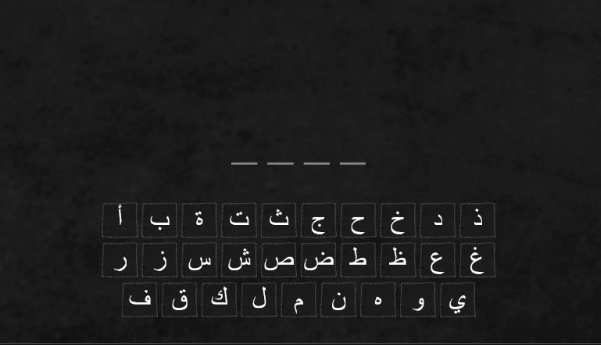 ذ د خ ح ج ث ت ة ب أ
غ ع ظ ط ض ص ش س ز ر
ي و ه ن م ل ك ق ف